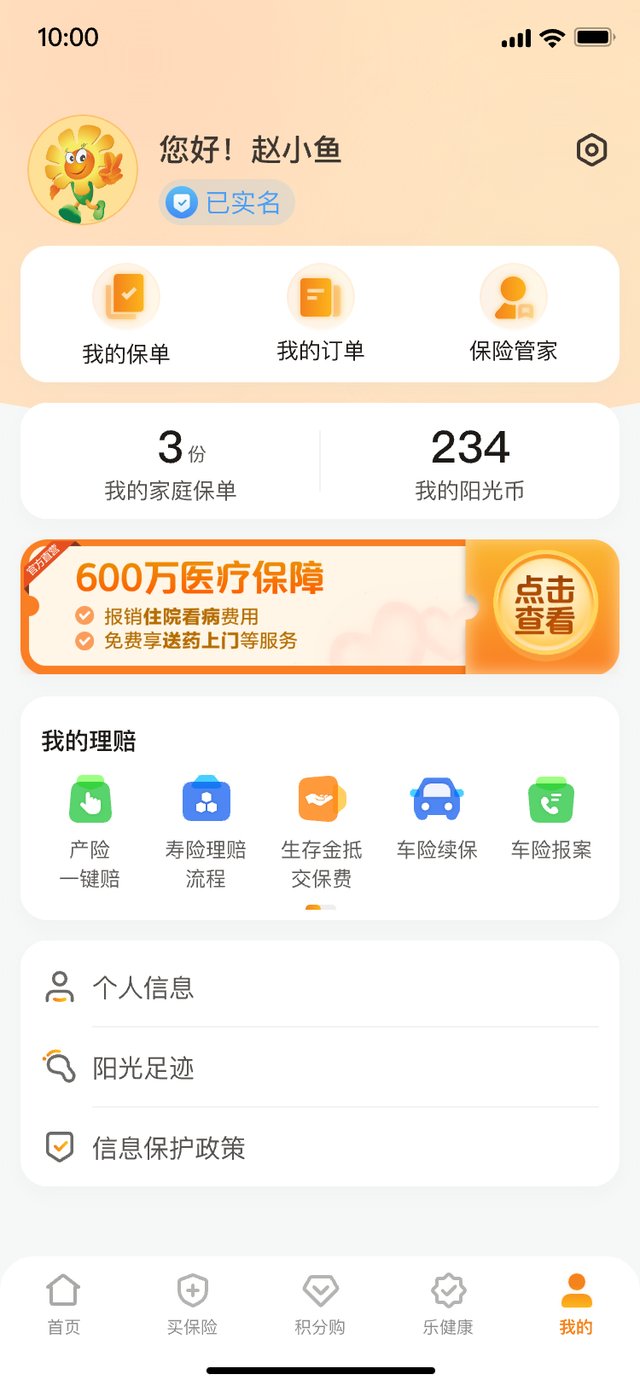 10:00
您好！赵小鱼
已实名
我的保单
我的订单
保险管家
3份
234
我的家庭保单
我的阳光币
官方直营
600万医疗保障
报销住院看病费用
免费享送药上门等服务
点击
查看
我的理赔
产险
一键赔
寿险理赔
流程
生存金抵
交保费
车险续保
车险报案
个人信息
阳光足迹
信息保护政策
首页
买保险
积分购
乐健康
我的